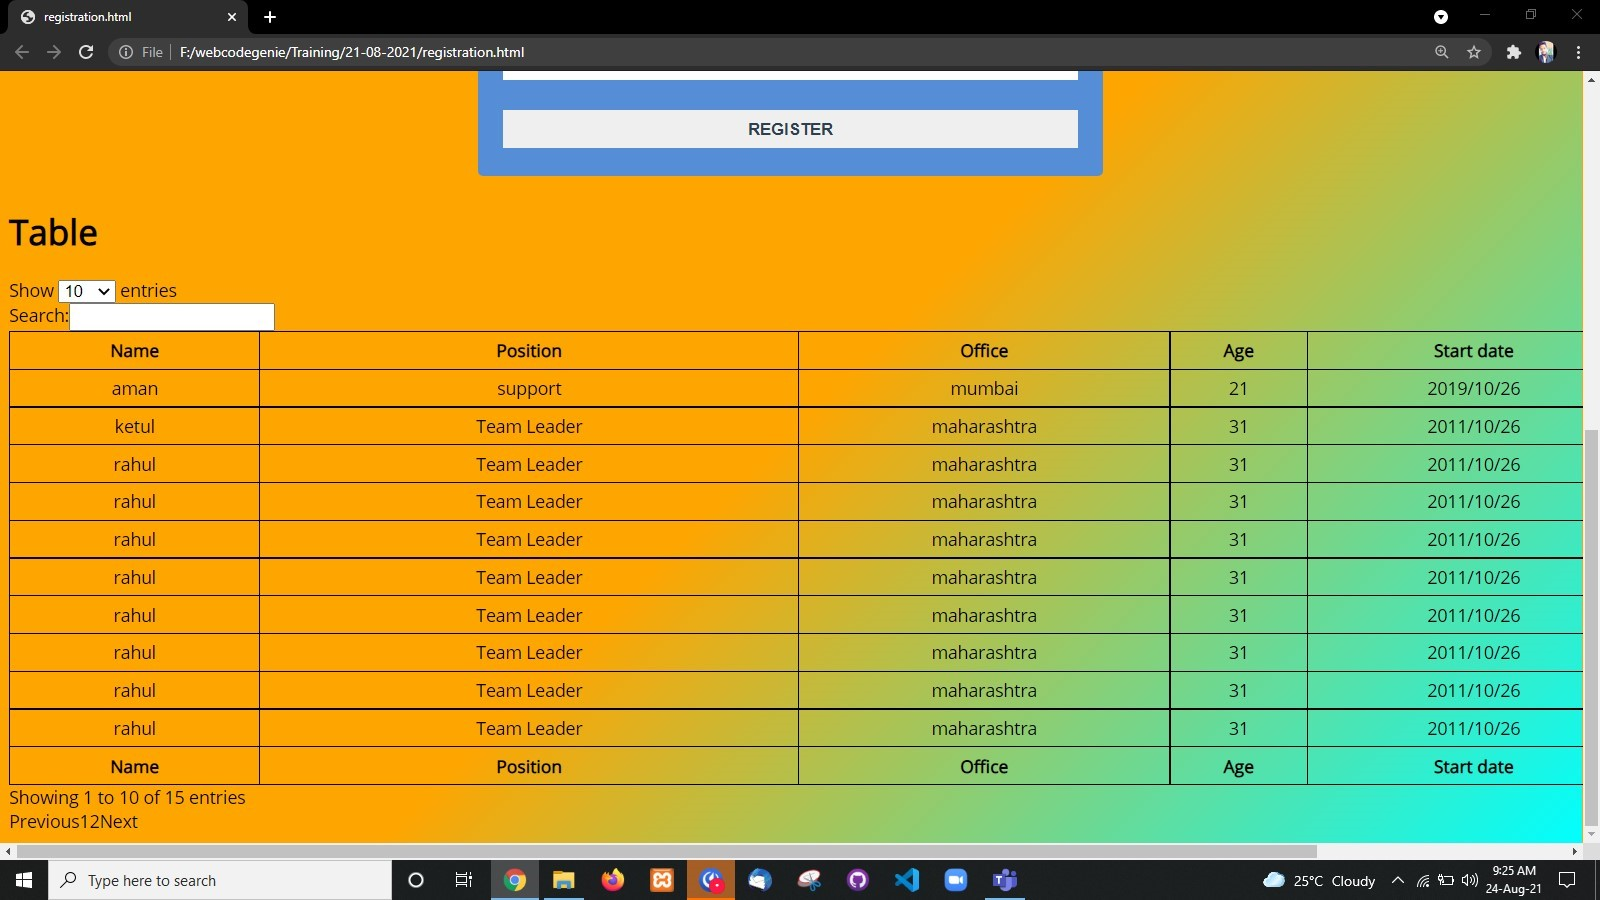 registration.html
File F:/webcodegenie/Training/21-08-2021/registration.html
REGISTER
Table
Show 10 entries
Search:
Name Position Office Age Start date
aman support mumbai 21 2019/10/26
ketul Team Leader maharashtra 31 2011/10/26
rahul Team Leader maharashtra 31 2011/10/26
rahul Team Leader maharashtra 31 2011/10/26
rahul Team Leader maharashtra 31 2011/10/26
rahul Team Leader maharashtra 31 2011/10/26
rahul Team Leader maharashtra 31 2011/10/26
rahul Team Leader maharashtra 31 2011/10/26
rahul Team Leader maharashtra 31 2011/10/26
rahul Team Leader maharashtra 31 2011/10/26
Name Position Office Age Start date
Showing 1 to 10 of 15 entries
Previous12Next
Type here to search
25°C Cloudy
9:25 AM
24-Aug-21